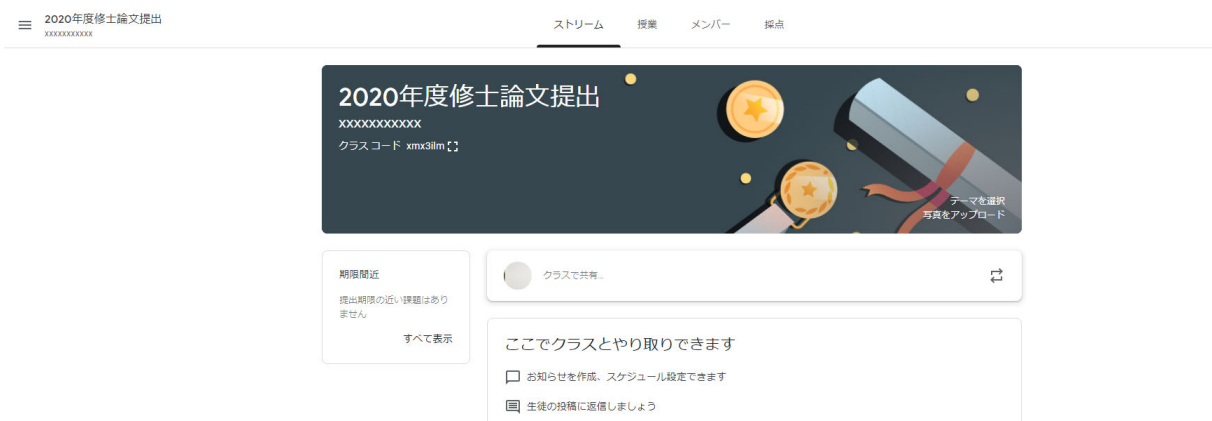 2020年度修士論文提出
xxxxxxxxxxx
ストリーム 授業 メンバー 採点
2020年度修士論文提出
xxxxxxxxxxx
クラス コード xmx3ilm
テーマを選択
写真をアップロード
期限間近
提出期限の近い課題はあり
ません
すべて表示
クラスで共有...
ここでクラスとやり取りできます
お知らせを作成、スケジュール設定できます
生徒の投稿に返信しましょう